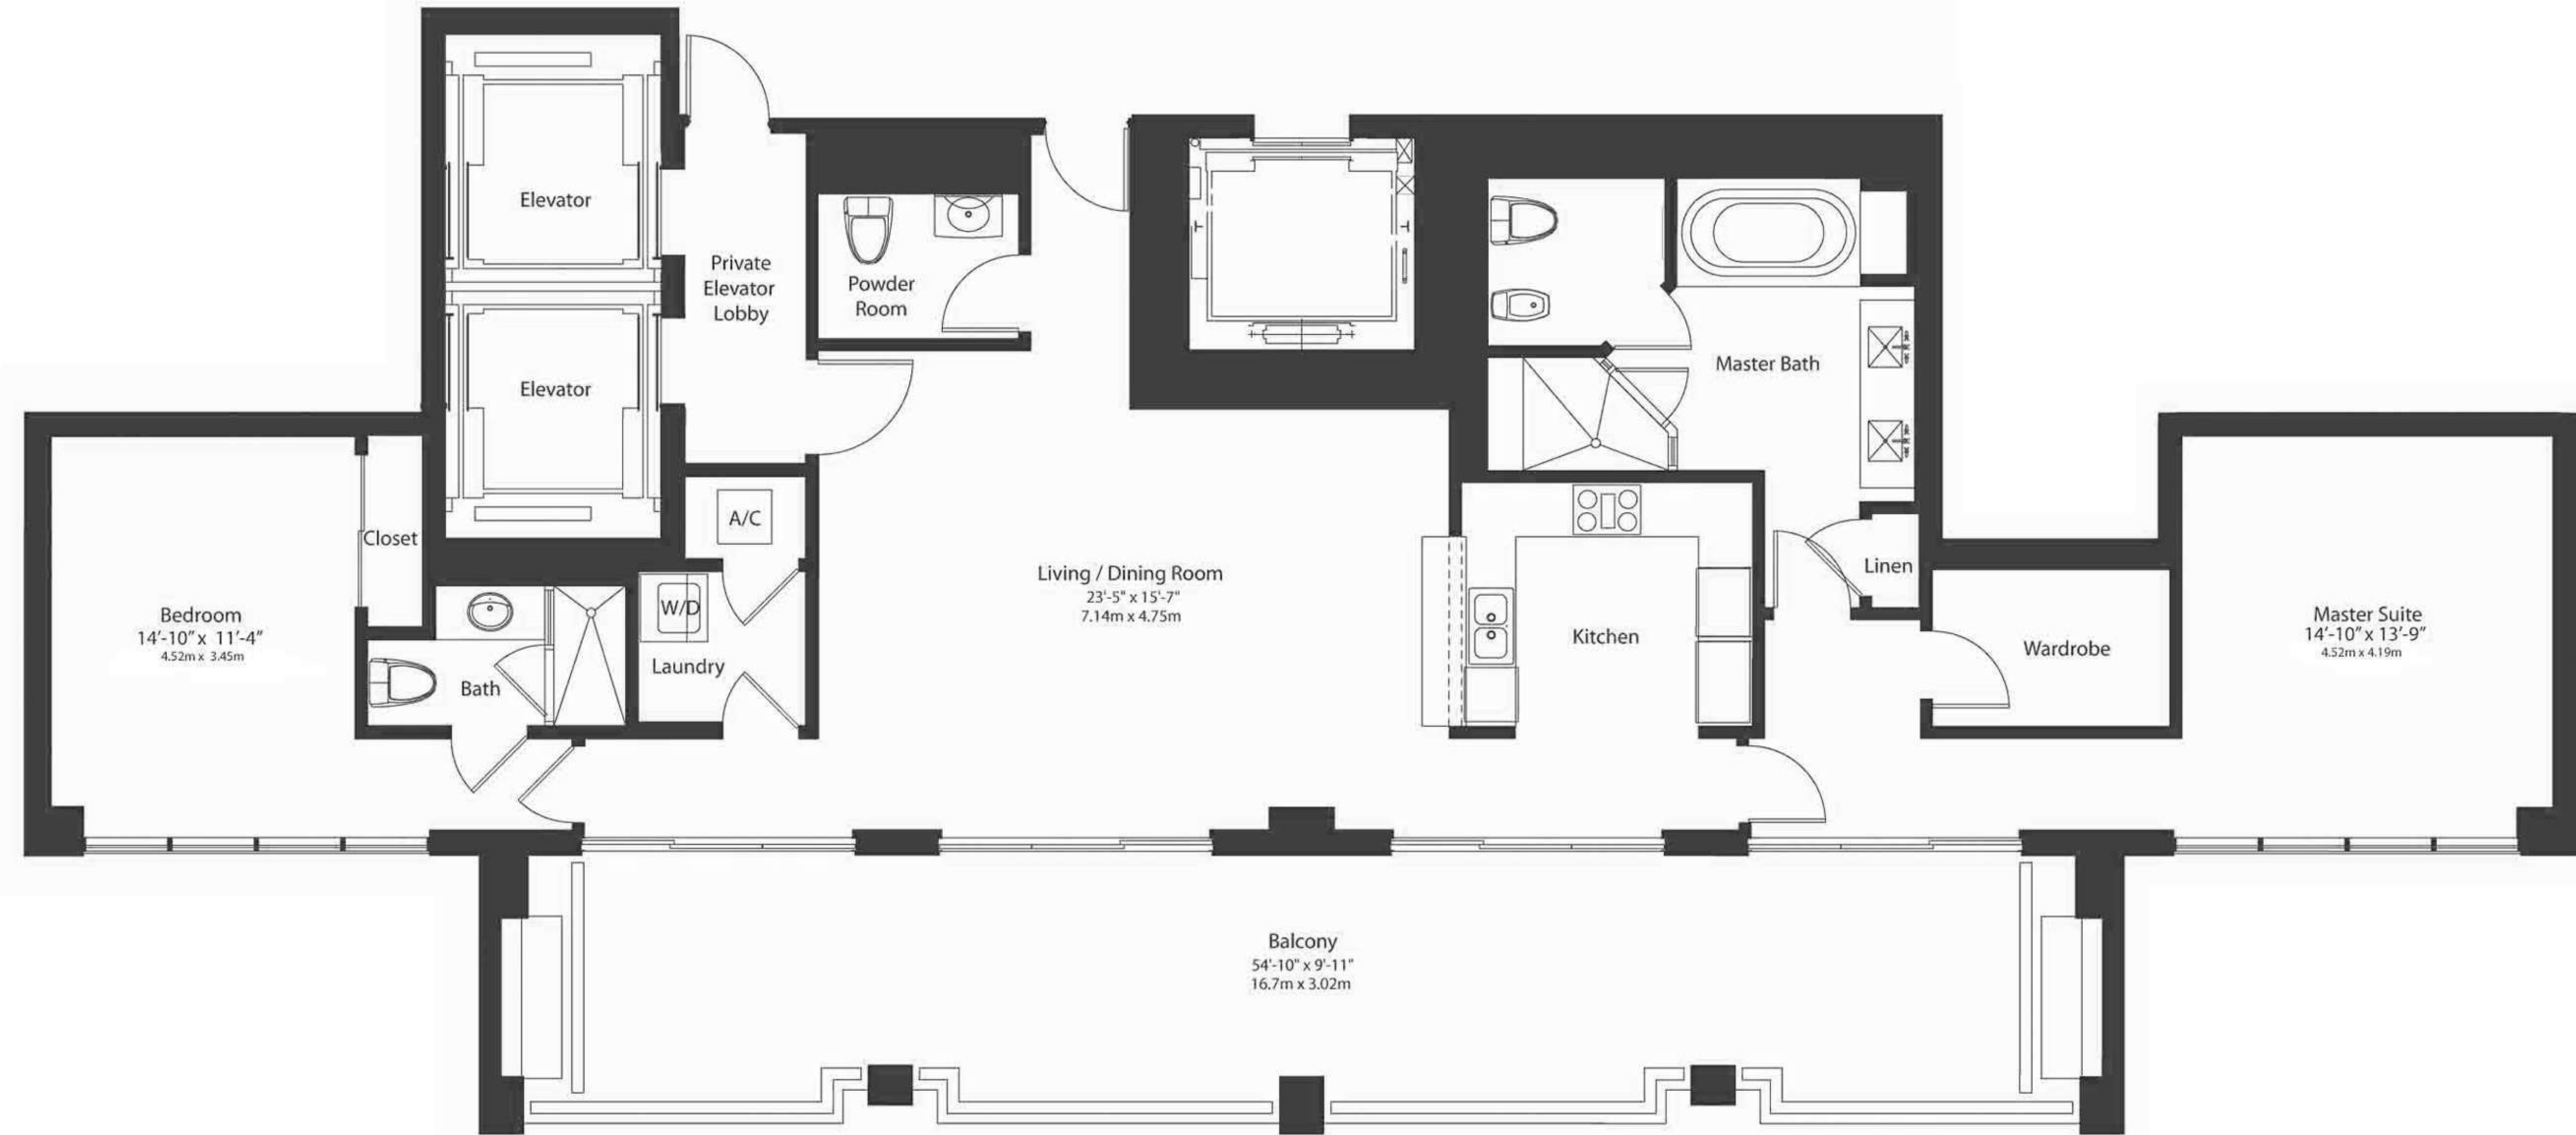 Elevator
Private
Elevator
Lobby
Powder
Room
Elevator
Master Bath
Closet
A/C
Bedroom
14'-10" x 11'-4"
4.52m x 3.45m
W/D
Laundry
Bath
Living / Dining Room
23'-5" x 15'-7"
7.14m x 4.75m
Kitchen
Linen
Wardrobe
Master Suite
14'-10" x 13'-9"
4.52m x 4.19m
Balcony
54'-10" x 9'-11"
16.7m x 3.02m